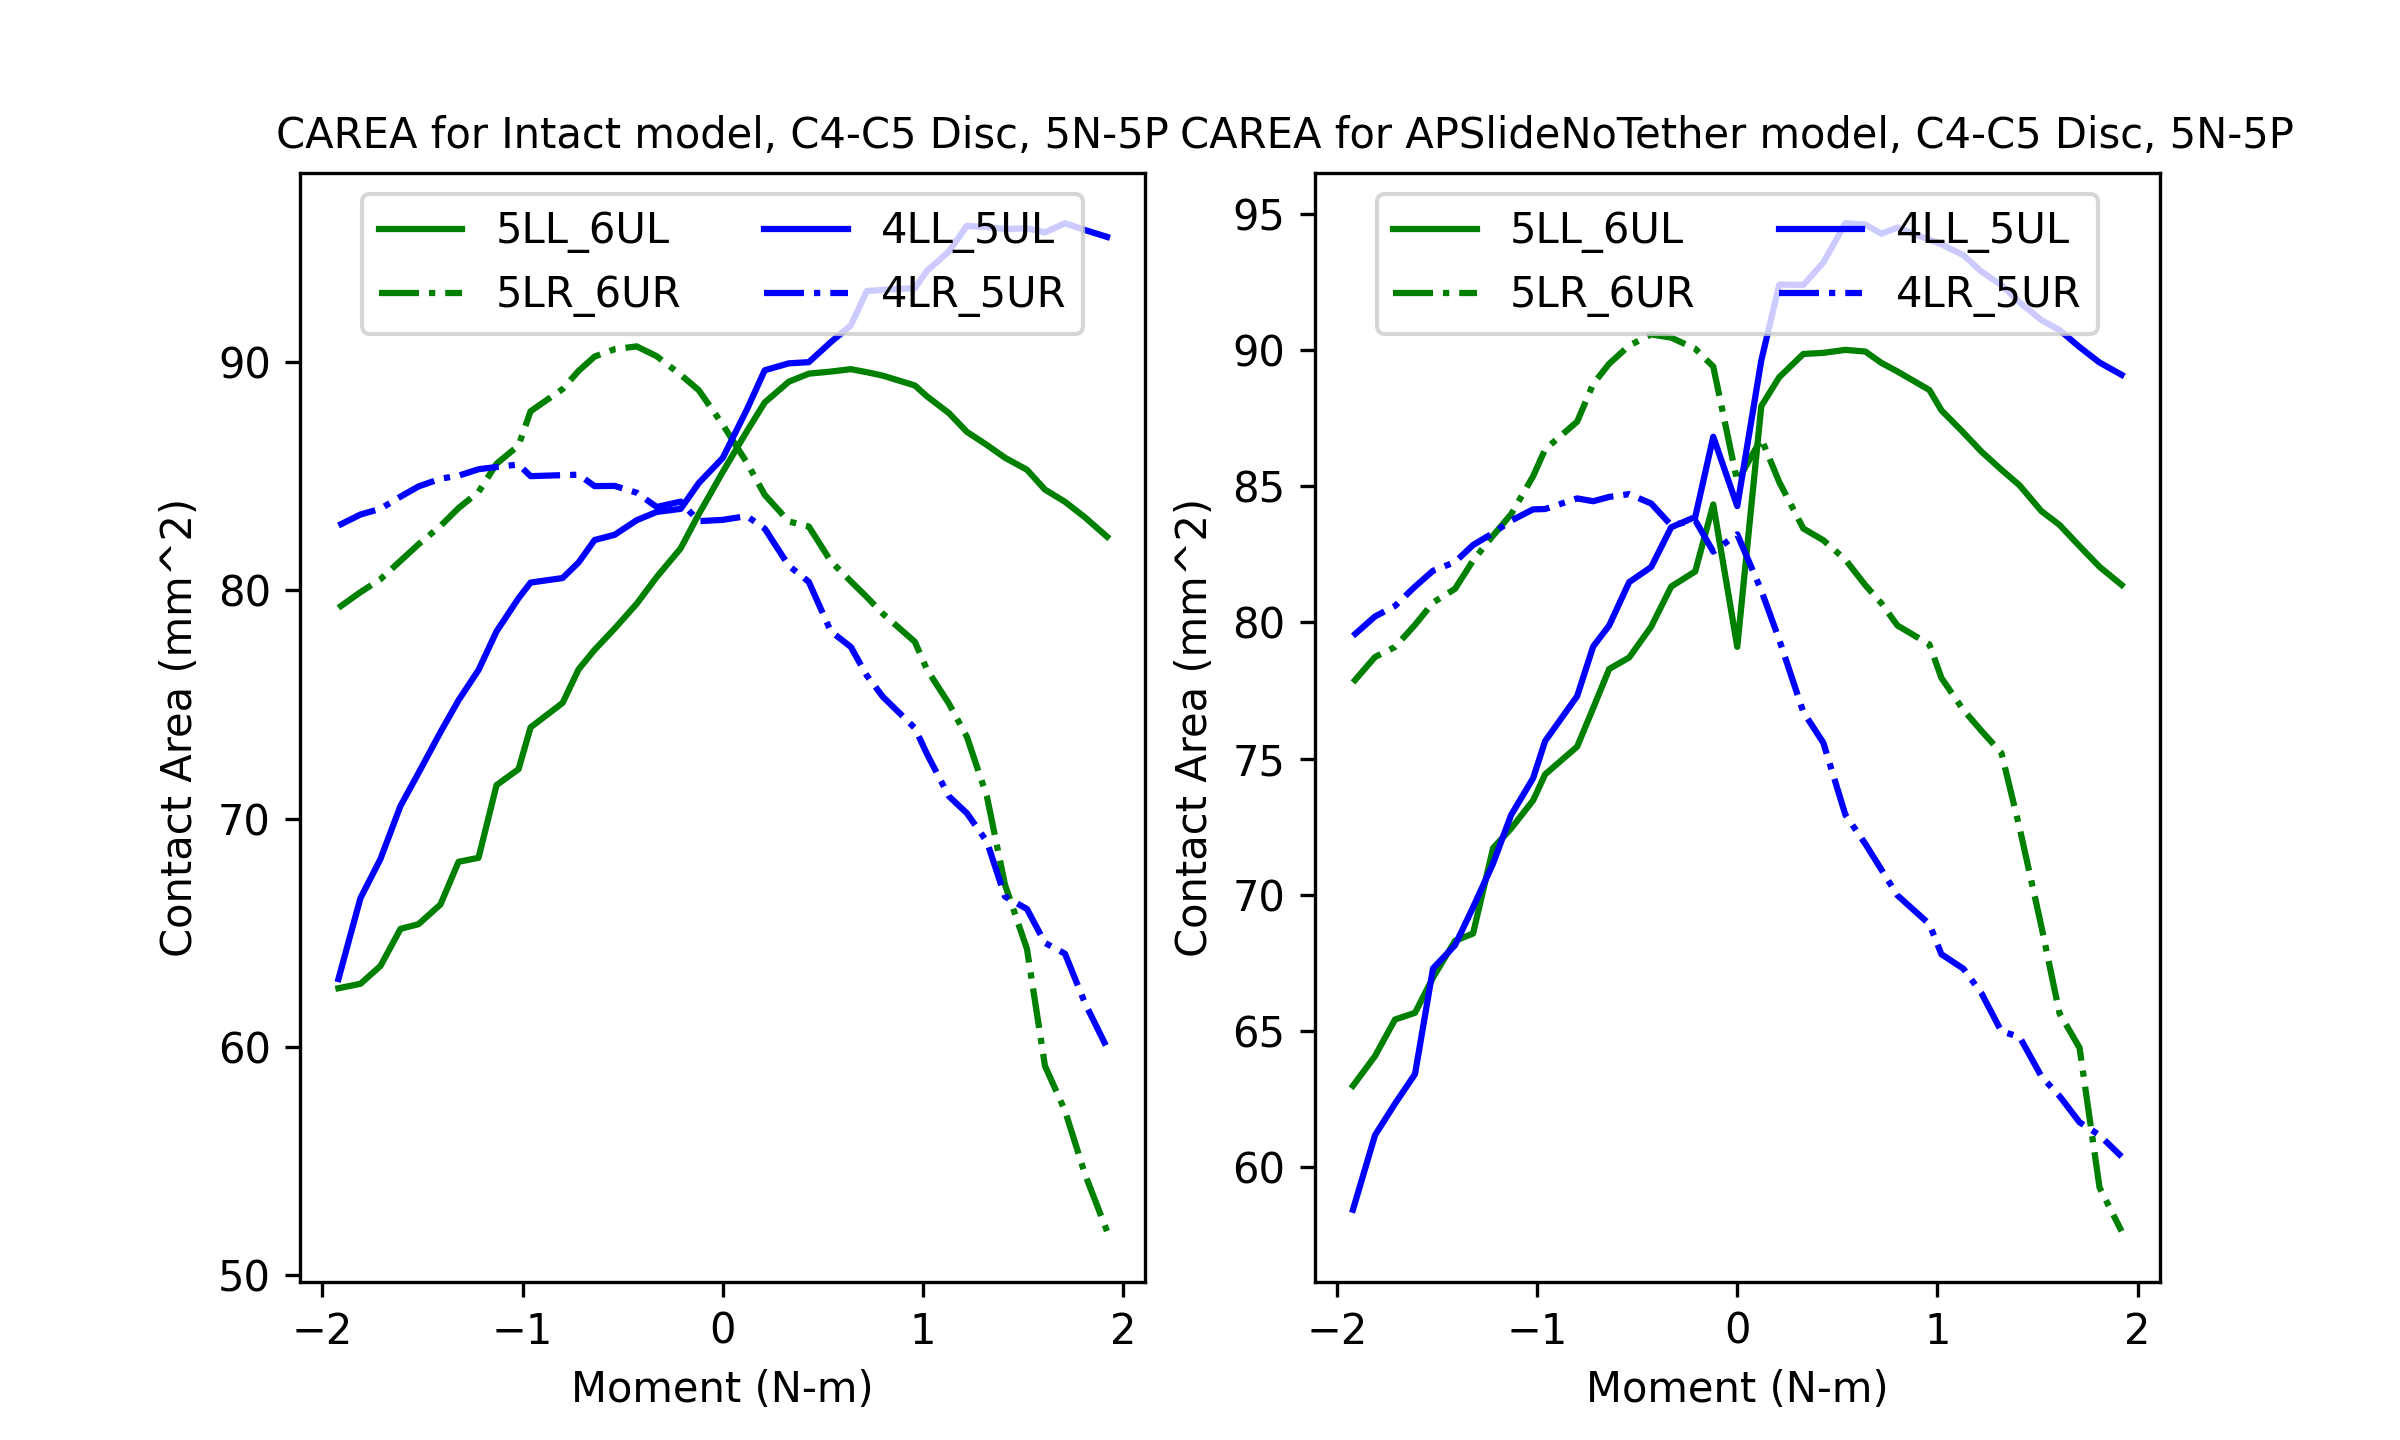 CAREA for Intact model, C4-C5 Disc, 5N-5P
5LL_6UL
5LR_6UR
4LL_5UL
4LR_5UR
Contact Area (mm^2)
90
80
70
60
50
−2
−1
0
1
2
Moment (N-m)
CAREA for APSlideNoTether model, C4-C5 Disc, 5N-5P
5LL_6UL
5LR_6UR
4LL_5UL
4LR_5UR
Contact Area (mm^2)
95
90
85
80
75
70
65
60
−2
−1
0
1
2
Moment (N-m)